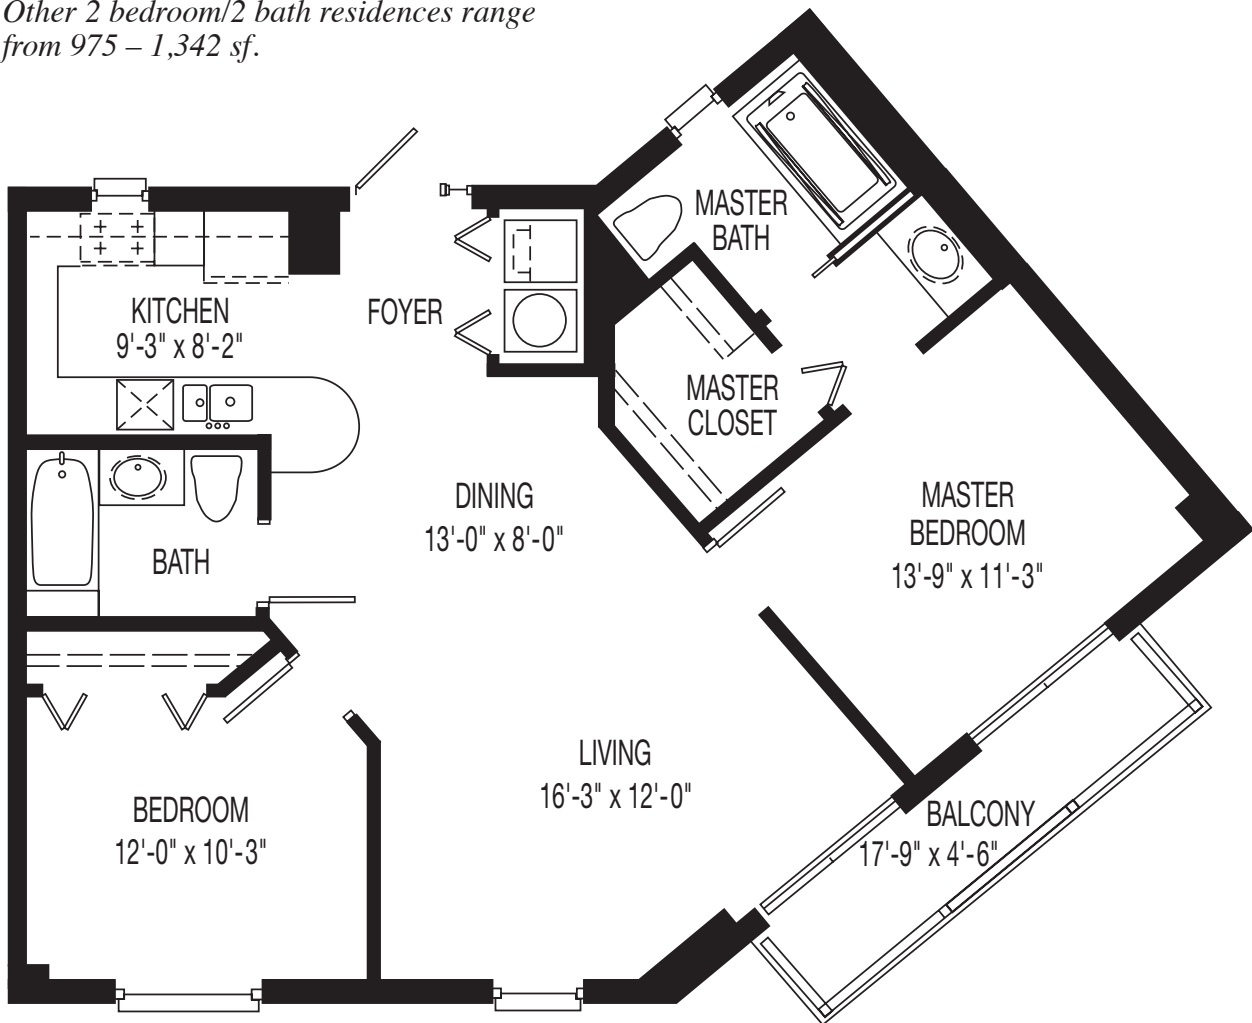 Other 2 bedroom/2 bath residences range
from 975 – 1,342 sf.
MASTER
BATH
KITCHEN
9'-3" x 8'-2"
FOYER
MASTER
CLOSET
DINING
13'-0" x 8'-0"
MASTER
BEDROOM
13'-9" x 11'-3"
BATH
LIVING
16'-3" x 12'-0"
BEDROOM
12'-0" x 10'-3"
BALCONY
17'-9" x 4'-6"